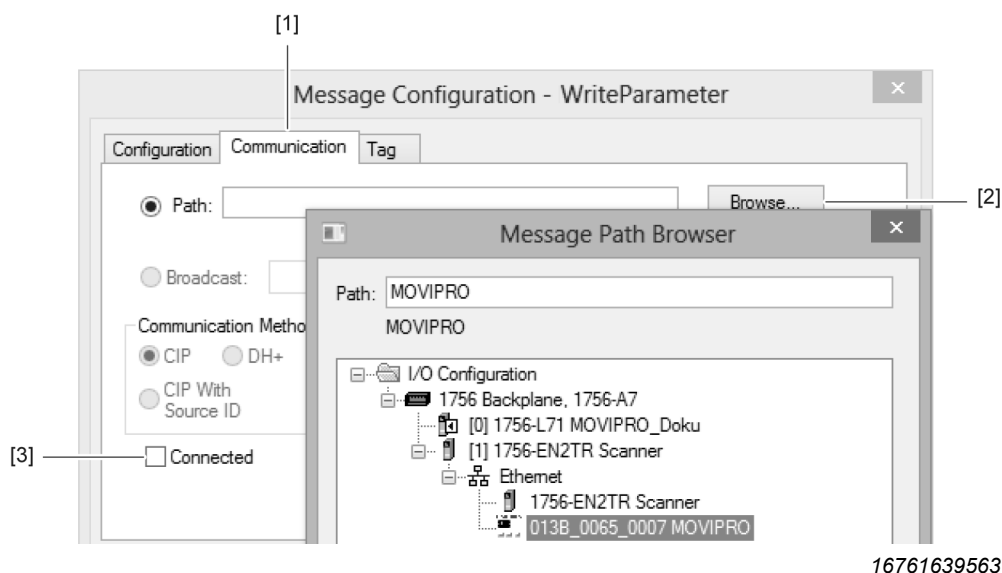 [1]
Message Configuration - WriteParameter
Configuration Communication Tag
Path: Browse... [2]
Message Path Browser
Broadcast:
Path: MOVIPRO
MOVIPRO
Communication Metho
CIP DH+
CIP With
Source ID
[3] Connected
I/O Configuration
1756 Backplane, 1756-A7
[0] 1756-L71 MOVIPRO_Doku
[1] 1756-EN2TR Scanner
Ethernet
1756-EN2TR Scanner
013B_0065_0007 MOVIPRO
16761639563